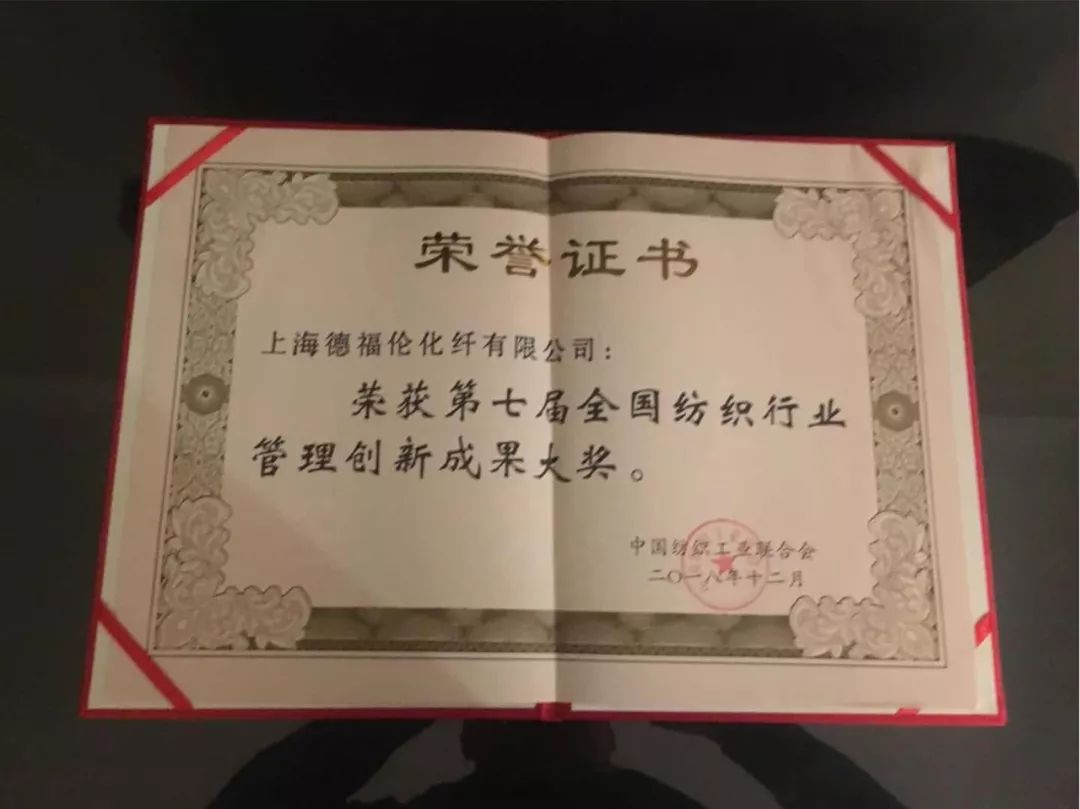 荣誉证书
上海德福伦化纤有限公司：
荣获第七届全国纺织行业
管理创新成果大奖。
中国纺织工业联合会
二〇一八年十二月